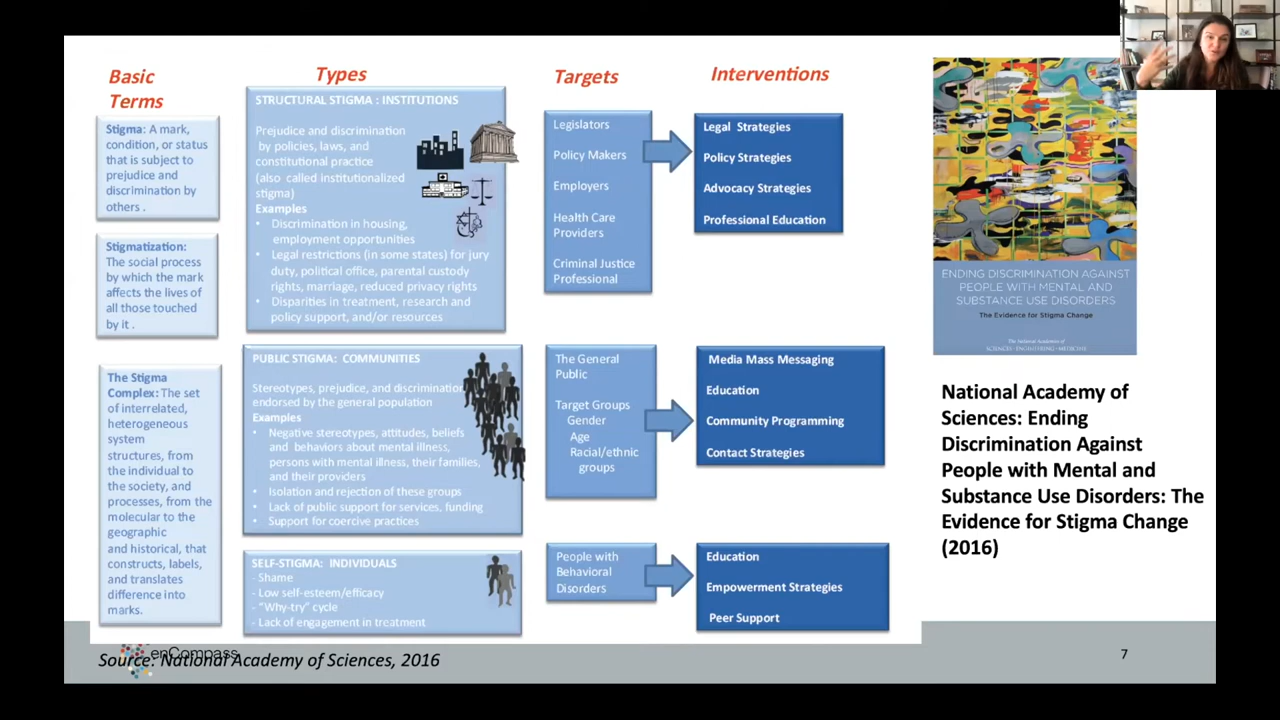 Basic
Terms
Stigma: A mark,
condition, or status
that is subject to
prejudice and
discrimination by
others .
Stigmatization:
The social process
by which the mark
affects the lives of
all those touched
by it .
The Stigma
Complex: The set
of interrelated,
heterogeneous
system
structures, from
the individual to
the society, and
processes, from the
molecular to the
geographic
and historical, that
constructs, labels,
and translates
difference into
marks.
Types
STRUCTURAL STIGMA : INSTITUTIONS
Prejudice and discrimination
by policies, laws, and
constitutional practice
(also called institutionalized
stigma)
Examples
• Discrimination in housing,
employment opportunities
• Legal restrictions (in some states) for jury
duty, political office, parental custody
rights, marriage, reduced privacy rights
• Disparities in treatment, research and
policy support, and/or resources
PUBLIC STIGMA: COMMUNITIES
Stereotypes, prejudice, and discrimination
endorsed by the general population
Examples
• Negative stereotypes, attitudes, beliefs
and behaviors about mental illness,
persons with mental illness, their families,
and their providers
• Isolation and rejection of these groups
• Lack of public support for services, funding
• Support for coercive practices
SELF-STIGMA: INDIVIDUALS
- Shame
- Low self-esteem/efficacy
- "Why-try" cycle
- Lack of engagement in treatment
Targets
Legislators
Policy Makers
Employers
Health Care
Providers
Criminal Justice
Professional
The General
Public
Target Groups
Gender
Age
Racial/ethnic
groups
People with
Behavioral
Disorders
Interventions
Legal Strategies
Policy Strategies
Advocacy Strategies
Professional Education
Media Mass Messaging
Education
Community Programming
Contact Strategies
Education
Empowerment Strategies
Peer Support
ENDING DISCRIMINATION AGAINST
PEOPLE WITH MENTAL AND
SUBSTANCE USE DISORDERS
The Evidence for Stigma Change
The National Academies of
SCIENCES • ENGINEERING • MEDICINE
National Academy of
Sciences: Ending
Discrimination Against
People with Mental and
Substance Use Disorders: The
Evidence for Stigma Change
(2016)
enCompass
Source: National Academy of Sciences, 2016
7